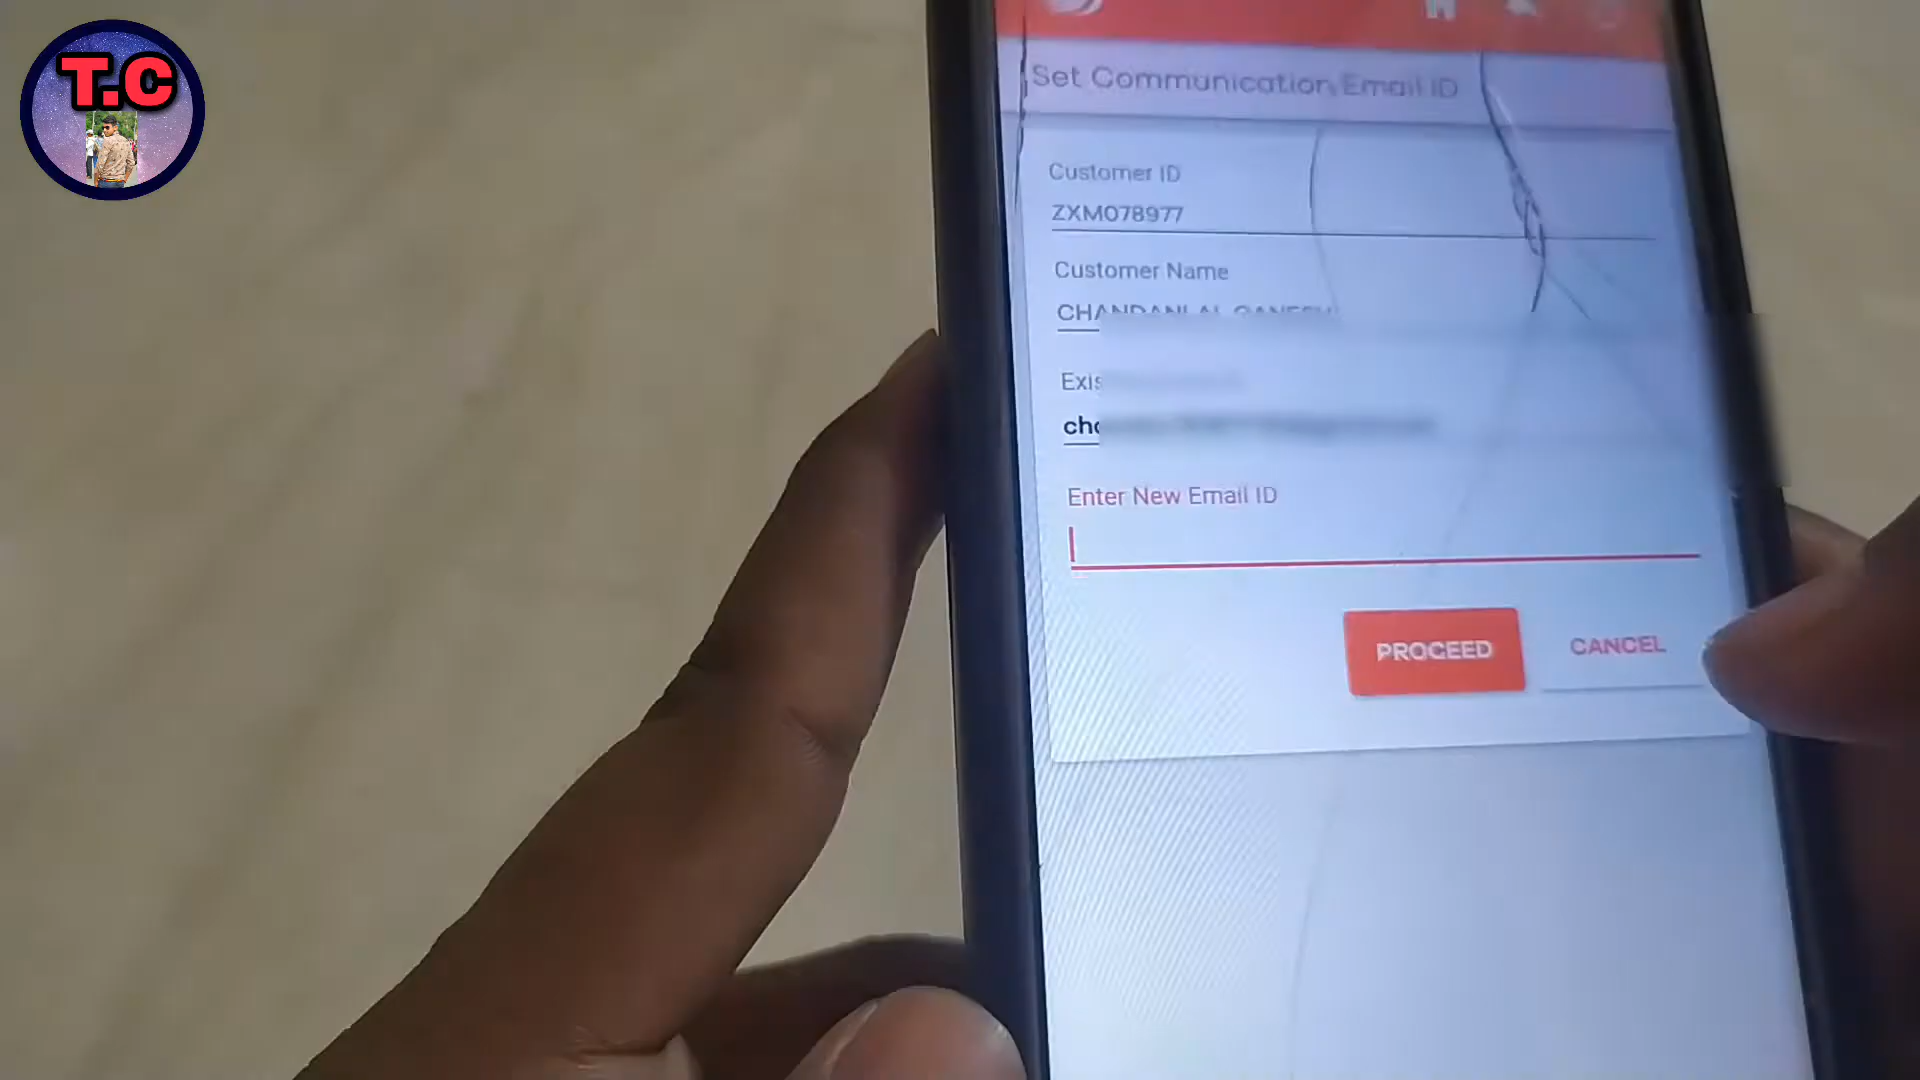 T.C
Set Communication Email ID
Customer ID
ZXM078977
Customer Name
Enter New Email ID
PROCEED
CANCEL